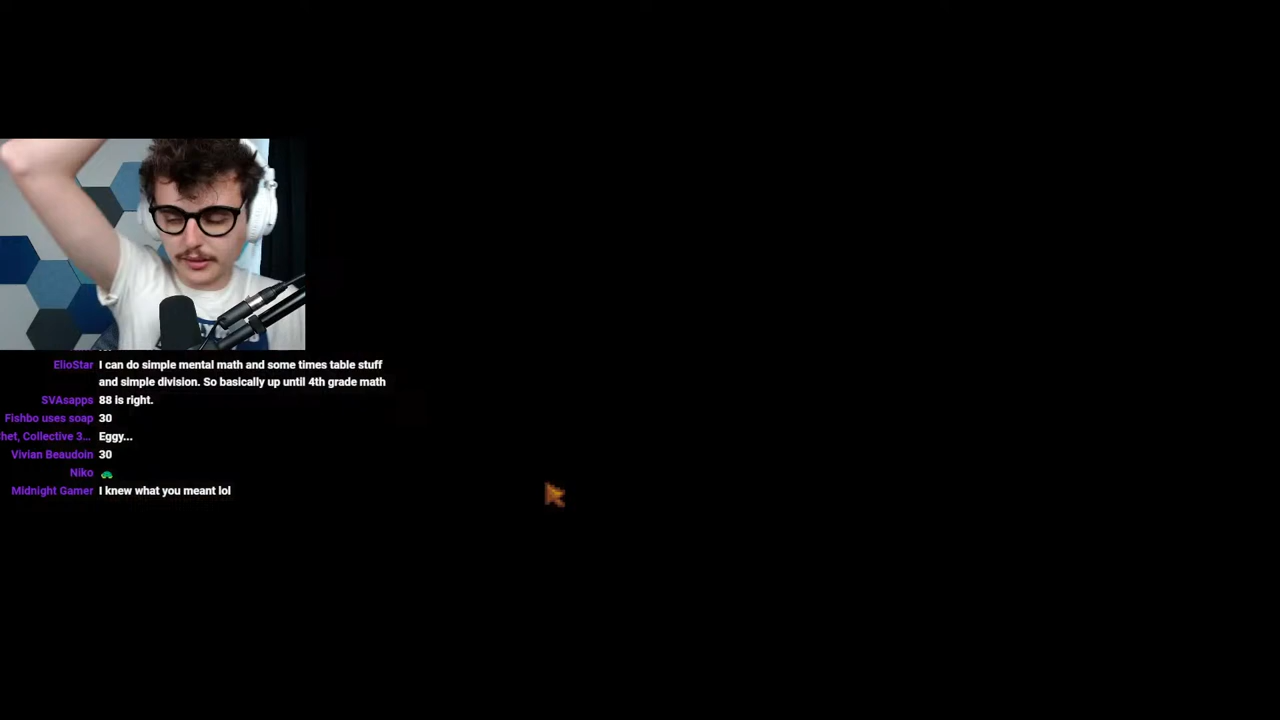 ElioStar I can do simple mental math and some times table stuff
and simple division. So basically up until 4th grade math
SVAsapps 88 is right.
Fishbo uses soap 30
het, Collective 3... Eggy...
Vivian Beaudoin 30
Niko
Midnight Gamer I knew what you meant lol